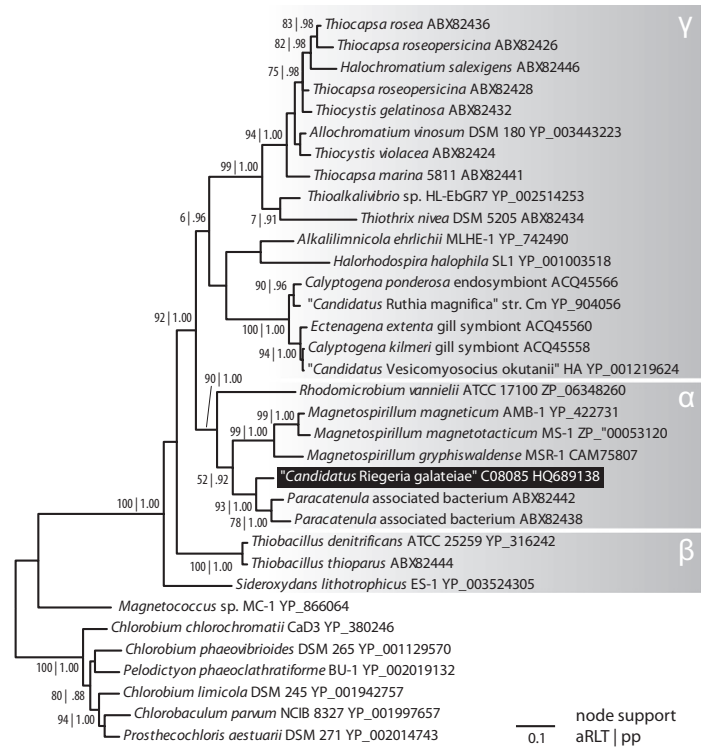 γ
83 | .98
Thiocapsa rosea ABX82436
82 | .98
Thiocapsa roseopersicina ABX82426
75 | .98
Halochromatium salexigens ABX82446
Thiocapsa roseopersicina ABX82428
Thiocystis gelatinosa ABX82432
94 | 1.00
Allochromatium vinosum DSM 180 YP_003443223
Thiocystis violacea ABX82424
99 | 1.00
Thiocapsa marina 5811 ABX82441
Thioalkalivibrio sp. HL-EbGR7 YP_002514253
7 | .91
Thiothrix nivea DSM 5205 ABX82434
6 | .96
Alkalilimnicola ehrlichii MLHE-1 YP_742490
Halorhodospira halophila SL1 YP_001003518
90 | .96
Calyptogena ponderosa endosymbiont ACQ45566
"Candidatus Ruthia magnifica" str. Cm YP_904056
92 | 1.00
100 | 1.00
Ectenagena extenta gill symbiont ACQ45560
94 | 1.00
Calyptogena kilmeri gill symbiont ACQ45558
"Candidatus Vesicomyosocius okutanii" HA YP_001219624
90 | 1.00
α
Rhodomicrobium vannielii ATCC 17100 ZP_06348260
99 | 1.00
Magnetospirillum magneticum AMB-1 YP_422731
99 | 1.00
Magnetospirillum magnetotacticum MS-1 ZP_"00053120
Magnetospirillum gryphiswaldense MSR-1 CAM75807
52 | .92
"Candidatus Riegeria galateiae" C08085 HQ689138
93 | 1.00
Paracatenula associated bacterium ABX82442
78 | 1.00
Paracatenula associated bacterium ABX82438
100 | 1.00
β
Thiobacillus denitrificans ATCC 25259 YP_316242
100 | 1.00
Thiobacillus thioparus ABX82444
Sideroxydans lithotrophicus ES-1 YP_003524305
Magnetococcus sp. MC-1 YP_866064
Chlorobium chlorochromatii CaD3 YP_380246
Chlorobium phaeovibrioides DSM 265 YP_001129570
100 | 1.00
Pelodictyon phaeoclathratiforme BU-1 YP_002019132
80 | .88
Chlorobium limicola DSM 245 YP_001942757
94 | 1.00
Chlorobaculum parvum NCIB 8327 YP_001997657
Prosthecochloris aestuarii DSM 271 YP_002014743
node support
0.1
aRLT | pp